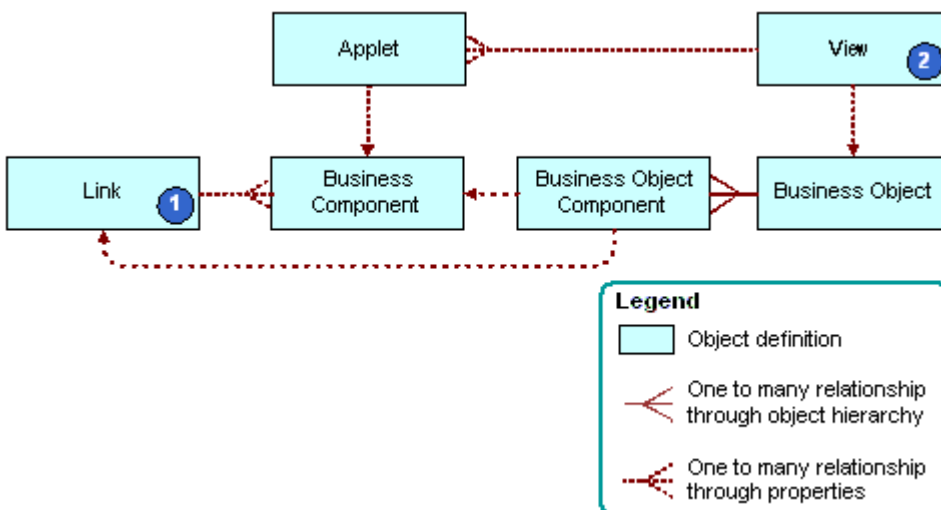 Applet
View
2
Link
1
Business
Component
Business Object
Component
Business Object
Legend
Object definition
One to many relationship
through object hierarchy
One to many relationship
through properties